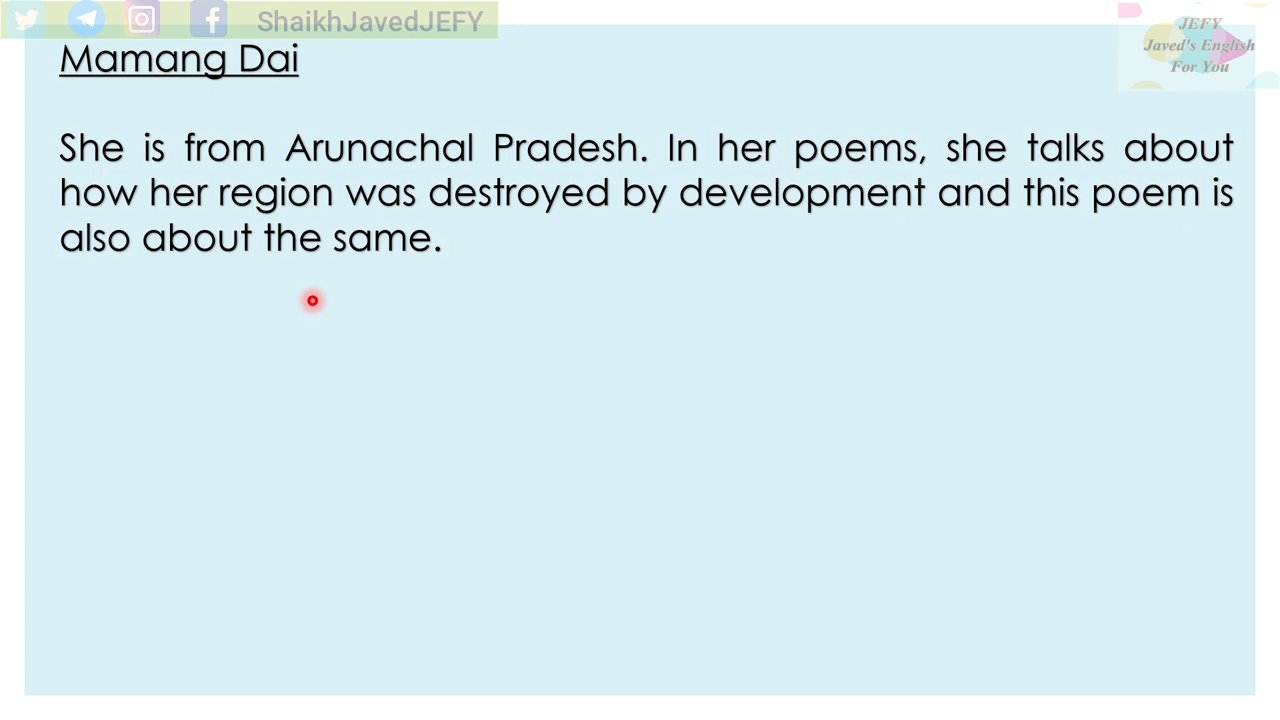 ShaikhJavedJEFY
JEFY
Javed's English
For You
Mamang Dai
She is from Arunachal Pradesh. In her poems, she talks about
how her region was destroyed by development and this poem is
also about the same.